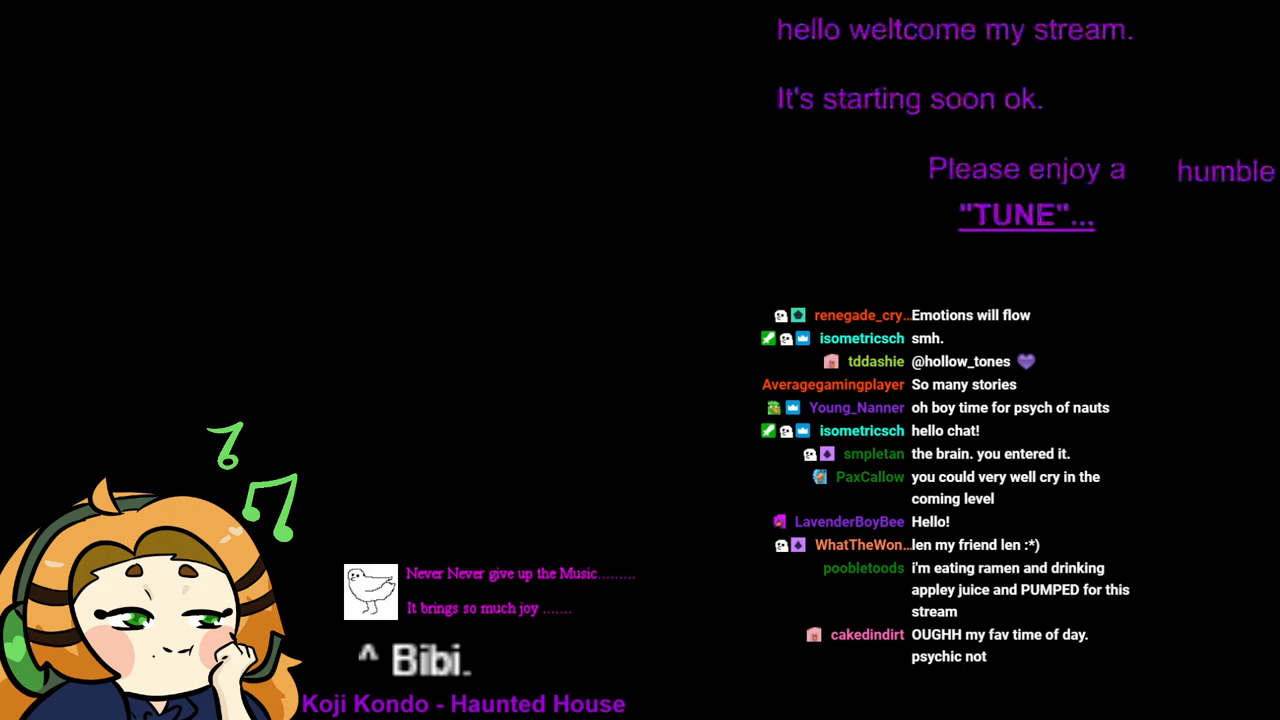 hello weltcome my stream.
It's starting soon ok.
Please enjoy a humble
"TUNE"...
renegade_cry… Emotions will flow
isometricsch smh.
tddashie @hollow_tones
Averagegamingplayer So many stories
Young_Nanner oh boy time for psych of nauts
isometricsch hello chat!
smpletan the brain. you entered it.
PaxCallow you could very well cry in the
coming level
LavenderBoyBee Hello!
WhatTheWon… len my friend len :*)
poobletoods i'm eating ramen and drinking
appley juice and PUMPED for this
stream
cakedindirt OUGHH my fav time of day.
psychic not
Never Never give up the Music.........
It brings so much joy .......
^ Bibi.
Koji Kondo - Haunted House